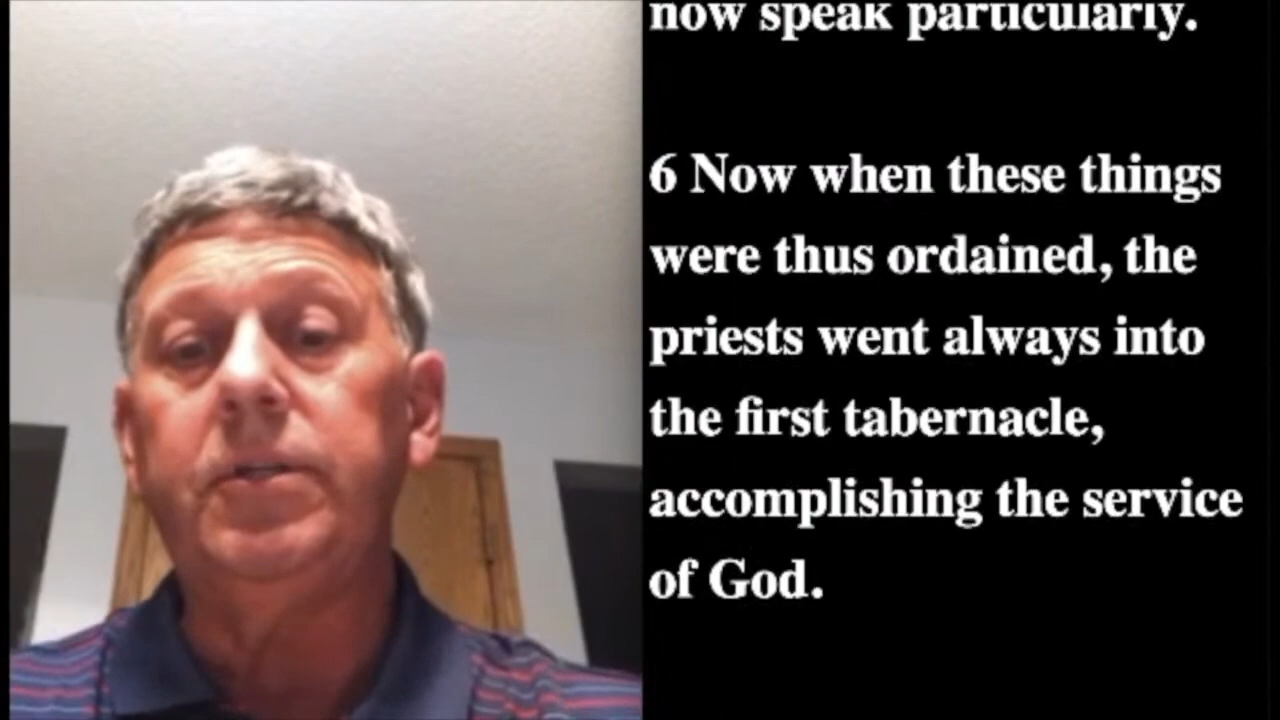 now speak particularly.
6 Now when these things
were thus ordained, the
priests went always into
the first tabernacle,
accomplishing the service
of God.